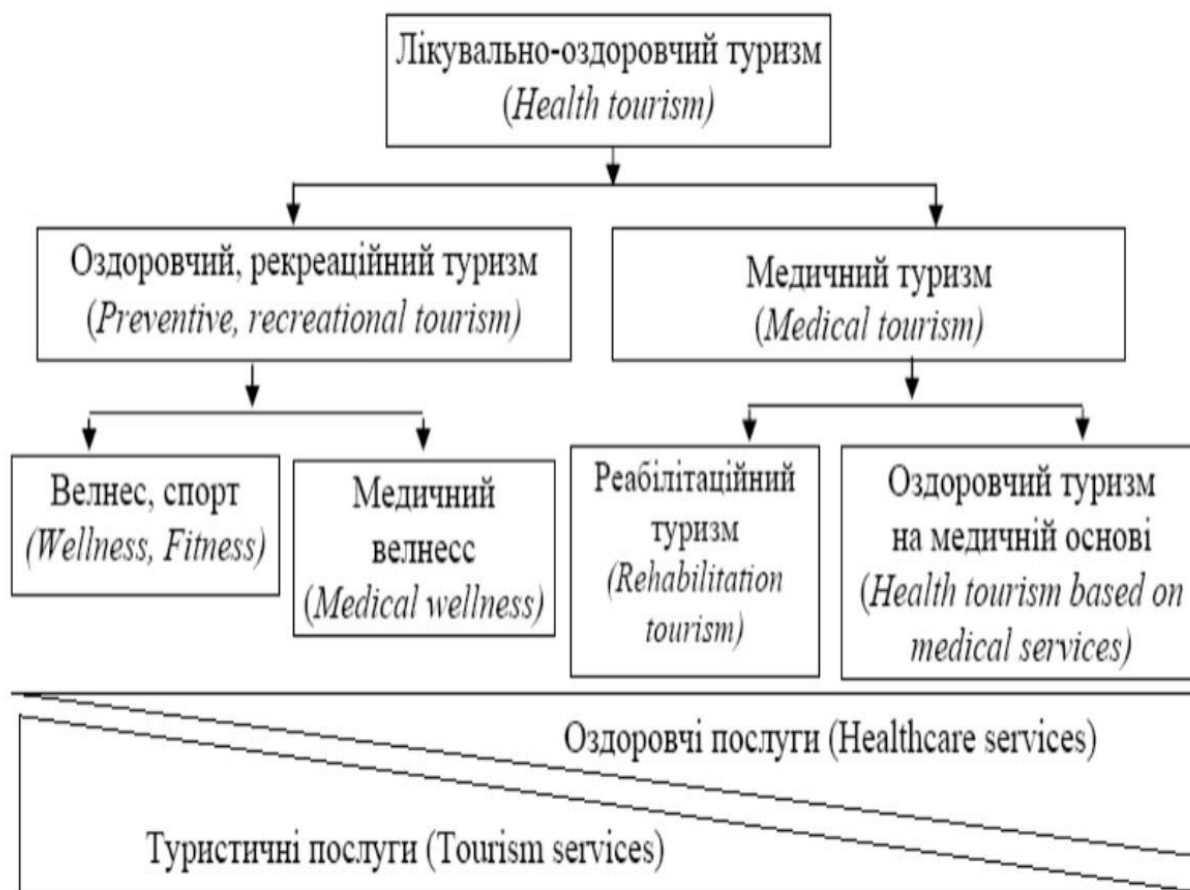 Лікувально-оздоровчий туризм
(Health tourism)
Оздоровчий, рекреаційний туризм
(Preventive, recreational tourism)
Медичний туризм
(Medical tourism)
Велнес, спорт
(Wellness, Fitness)
Медичний
велнесс
(Medical wellness)
Реабілітаційний
туризм
(Rehabilitation
tourism)
Оздоровчий туризм
на медичній основі
(Health tourism based on
medical services)
Оздоровчі послуги (Healthcare services)
Туристичні послуги (Tourism services)